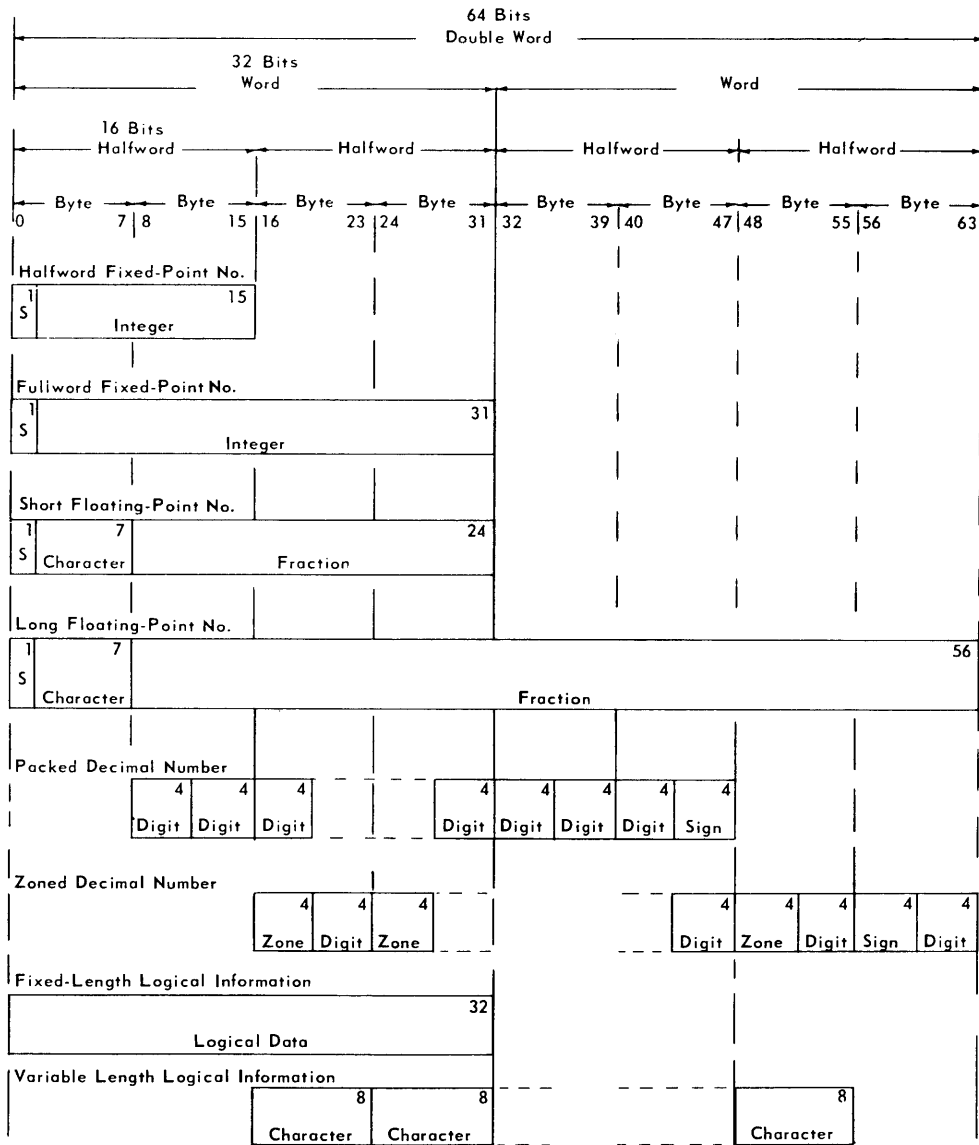 64 Bits
Double Word
32 Bits
Word Word
16 Bits
Halfword Halfword Halfword Halfword
Byte Byte Byte Byte Byte Byte Byte Byte
0 7 8 15 16 23 24 31 32 39 40 47 48 55 56 63
Halfword Fixed-Point No.
1 15
S Integer
Fullword Fixed-Point No.
1 31
S Integer
Short Floating-Point No.
1 7 24
S Character Fraction
Long Floating-Point No.
1 7 56
S Character Fraction
Packed Decimal Number
4 4 4 4 4 4 4 4
Digit Digit Digit Digit Digit Digit Digit Sign
Zoned Decimal Number
4 4 4 4 4 4 4 4
Zone Digit Zone Digit Zone Digit Sign Digit
Fixed-Length Logical Information
32
Logical Data
Variable Length Logical Information
8 8 8
Character Character Character